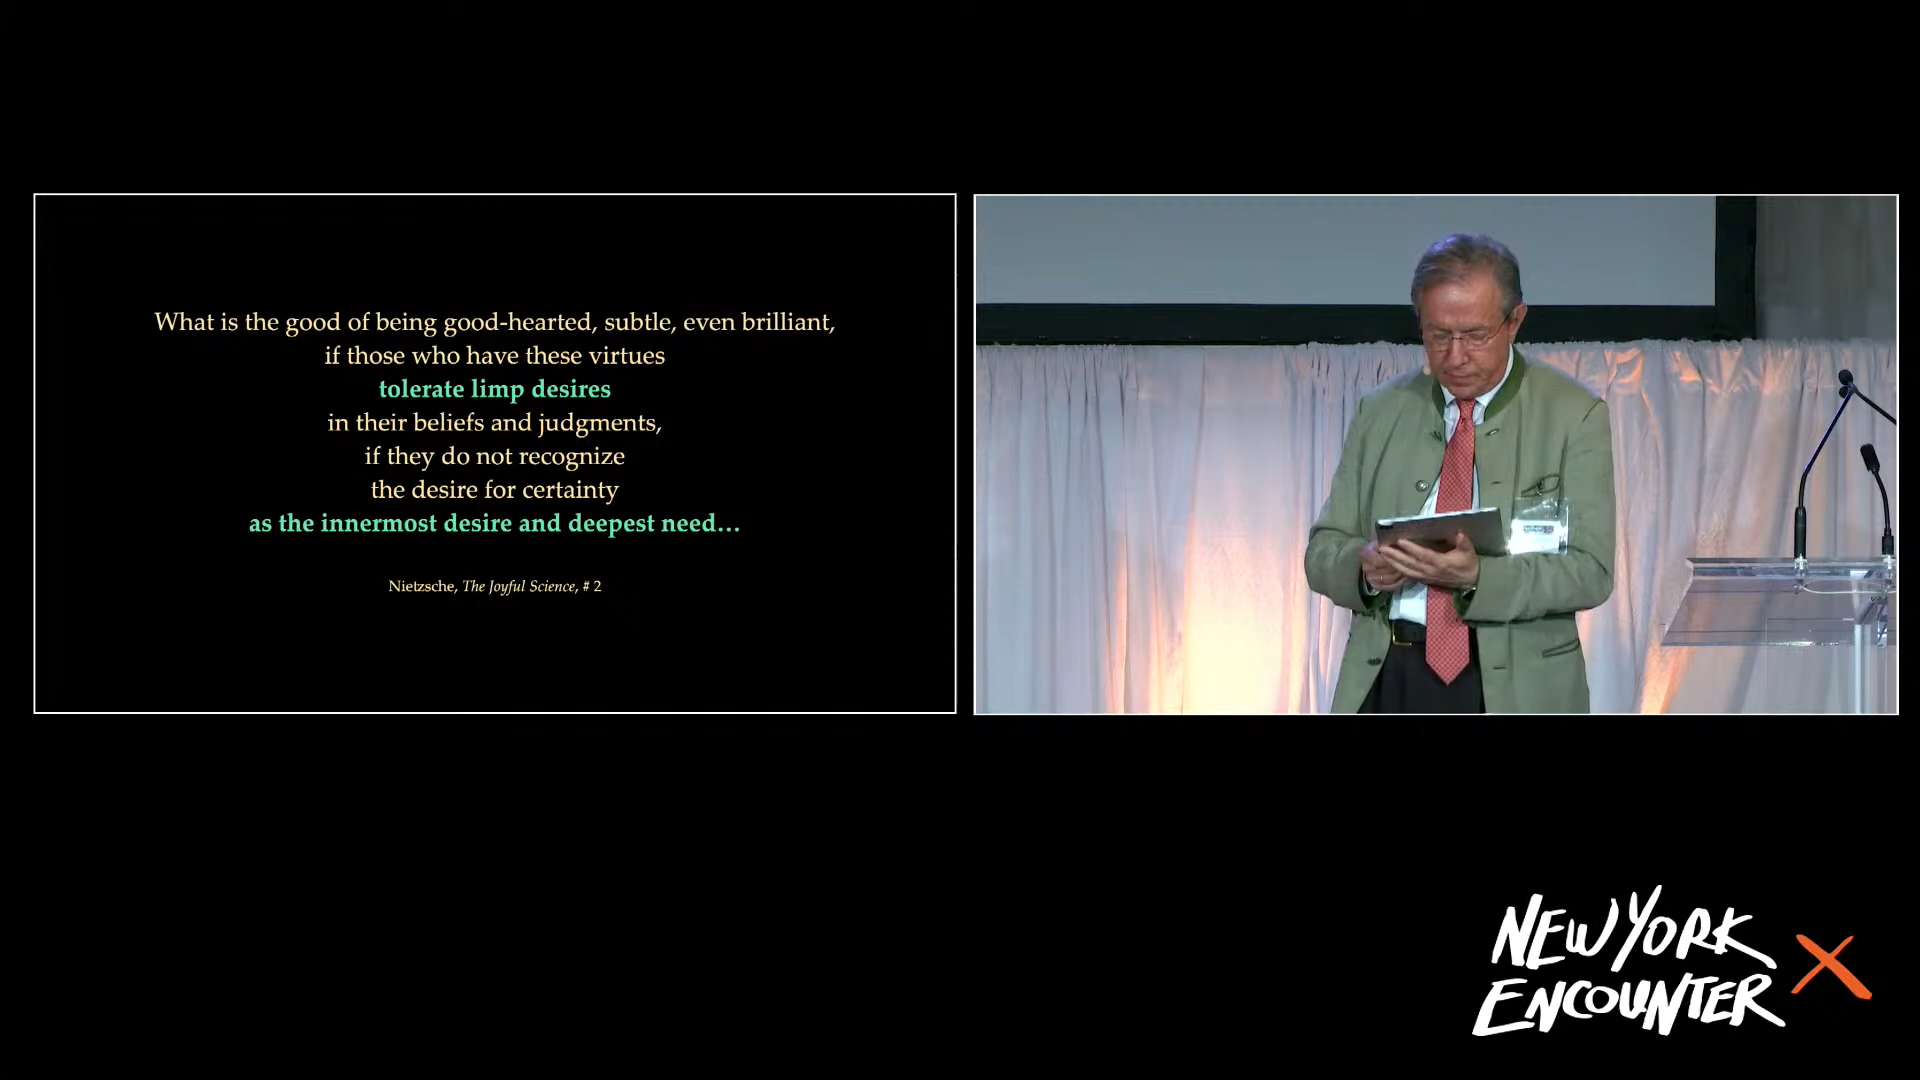 What is the good of being good-hearted, subtle, even brilliant,
if those who have these virtues
tolerate limp desires
in their beliefs and judgments,
if they do not recognize
the desire for certainty
as the innermost desire and deepest need…
Nietzsche, The Joyful Science, # 2
NEW YORK
ENCOUNTER